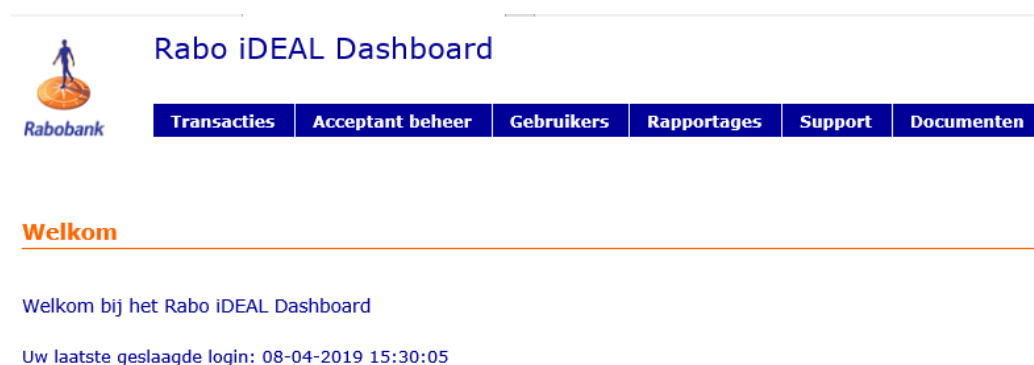 Rabo iDEAL Dashboard
Rabobank
Transacties Acceptant beheer Gebruikers Rapportages Support Documenten
Welkom
Welkom bij het Rabo iDEAL Dashboard
Uw laatste geslaagde login: 08-04-2019 15:30:05